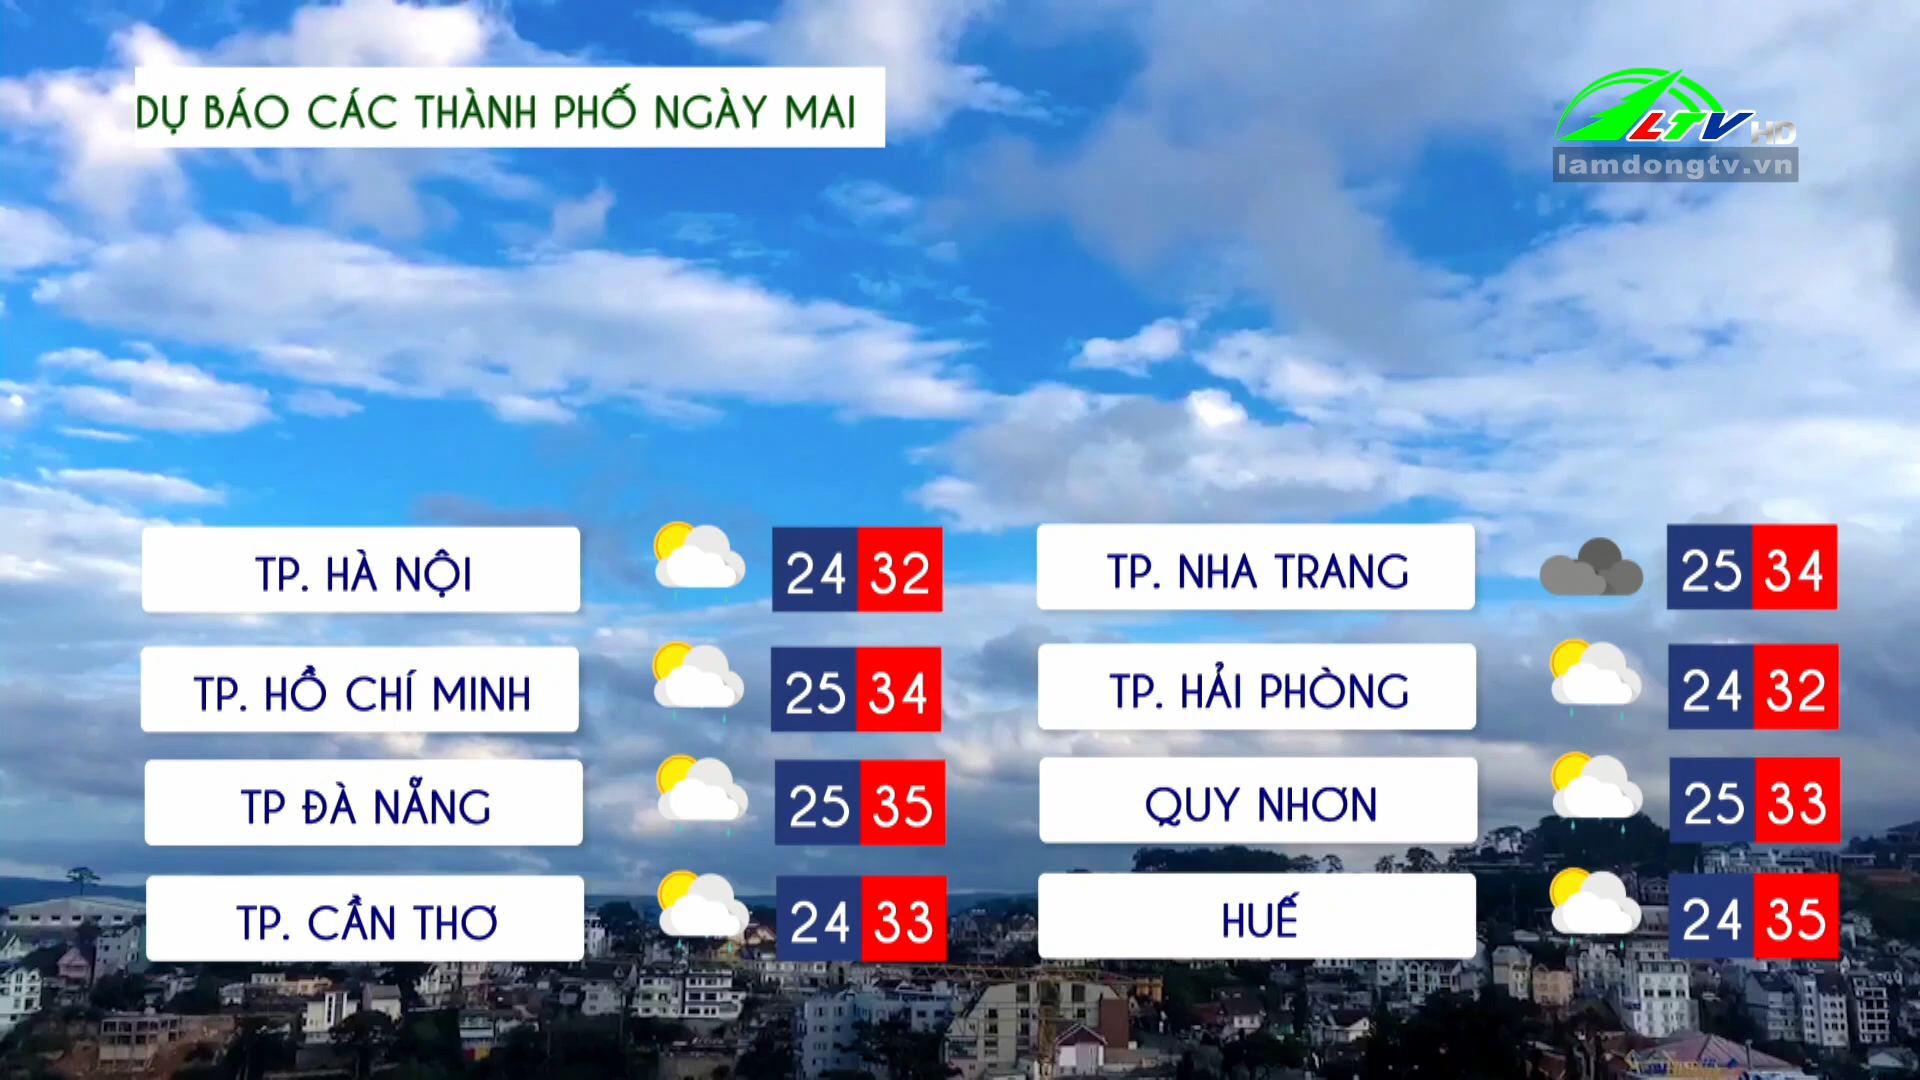 DỰ BÁO CÁC THÀNH PHỐ NGÀY MAI
LTV HD
lamdongtv.vn
TP. HÀ NỘI 24 32
TP. HỒ CHÍ MINH 25 34
TP ĐÀ NẴNG 25 35
TP. CẦN THƠ 24 33
TP. NHA TRANG 25 34
TP. HẢI PHÒNG 24 32
QUY NHƠN 25 33
HUẾ 24 35